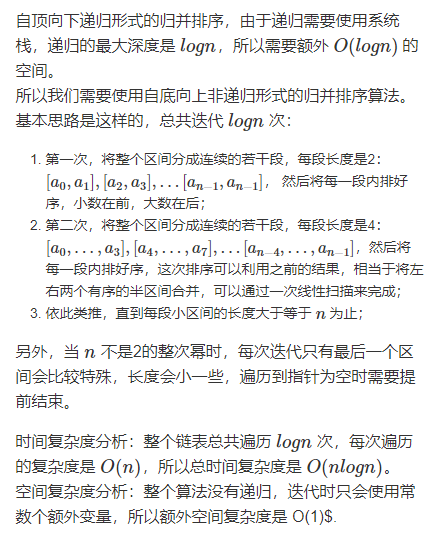 自顶向下递归形式的归并排序，由于递归需要使用系统
栈，递归的最大深度是 logn，所以需要额外 O(logn) 的
空间。
所以我们需要使用自底向上非递归形式的归并排序算法。
基本思路是这样的，总共迭代 logn 次：
1. 第一次，将整个区间分成连续的若干段，每段长度是2：
[a₀, a₁], [a₂, a₃], … [aₙ₋₁, aₙ₋₁]， 然后将每一段内排好
序，小数在前，大数在后；
2. 第二次，将整个区间分成连续的若干段，每段长度是4：
[a₀, …, a₃], [a₄, …, a₇], … [aₙ₋₄, …, aₙ₋₁]，然后将
每一段内排好序，这次排序可以利用之前的结果，相当于将左
右两个有序的半区间合并，可以通过一次线性扫描来完成；
3. 依此类推，直到每段小区间的长度大于等于 n 为止；
另外，当 n 不是2的整次幂时，每次迭代只有最后一个区
间会比较特殊，长度会小一些，遍历到指针为空时需要提
前结束。
时间复杂度分析：整个链表总共遍历 logn 次，每次遍历
的复杂度是 O(n)，所以总时间复杂度是 O(nlogn)。
空间复杂度分析：整个算法没有递归，迭代时只会使用常
数个额外变量，所以额外空间复杂度是 O(1)$.